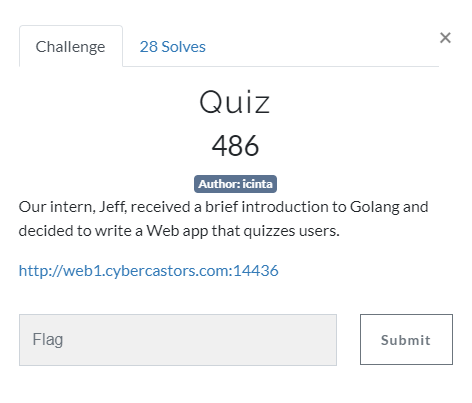 Challenge
28 Solves
×
Quiz
486
Author: icinta
Our intern, Jeff, received a brief introduction to Golang and
decided to write a Web app that quizzes users.
http://web1.cybercastors.com:14436
Flag
Submit